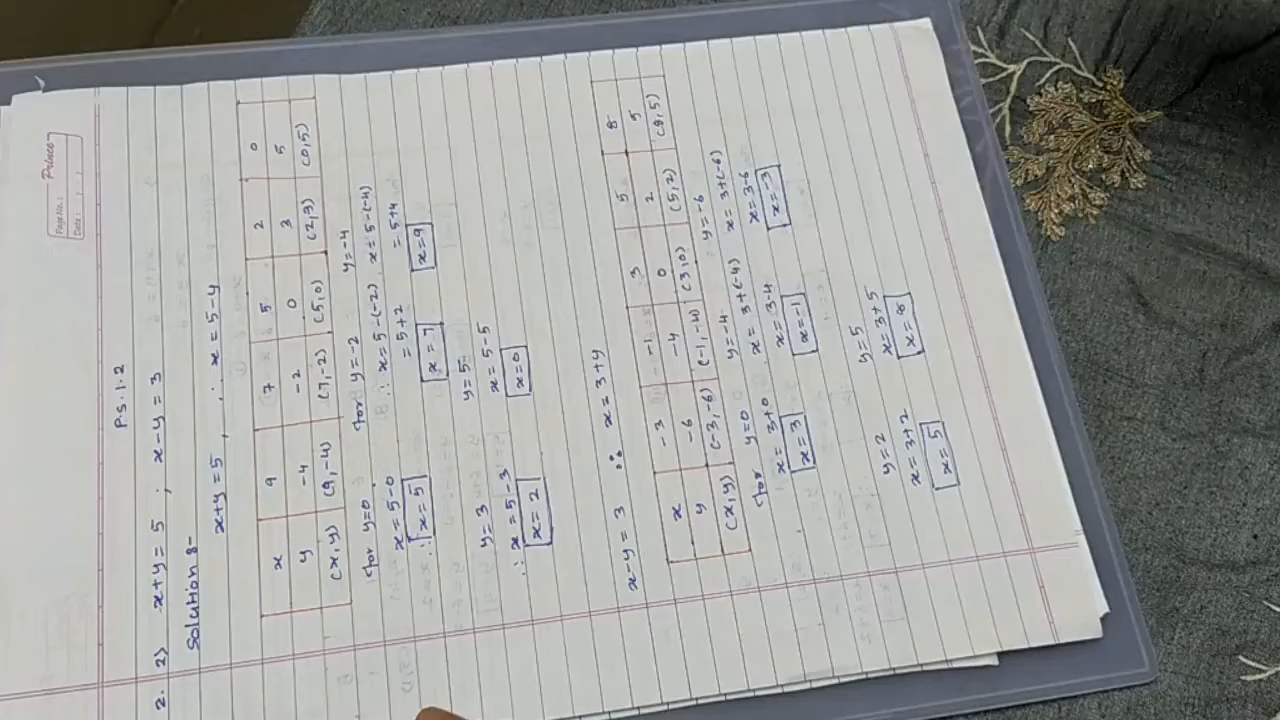 Prince
Page No.:
Date:
P.S. 1.2
2. 2) x+y = 5 ; x-y = 3
Solution :-
x+y = 5 , ∴ x = 5-y
x 9 7 5 2 0
y -4 -2 0 3 5
(x,y) (9,-4) (7,-2) (5,0) (2,3) (0,5)
for y=0 for y=-2 y=-4
x = 5-0 ∴ x = 5-(-2) x = 5-(-4)
∴ x = 5 = 5+2 = 5+4
x = 7 x = 9
y = 3 y = 5
∴ x = 5-3 x = 5-5
x = 2 x = 0
x-y = 3 ∴ x = 3+y
x -3 -1 3 5 8
y -6 -4 0 2 5
(x,y) (-3,-6) (-1,-4) (3,0) (5,2) (8,5)
for y=0 y=-4 y=-6
x = 3+0 x = 3+(-4) x = 3+(-6)
x = 3 x = 3-4 x = 3-6
x = -1 x = -3
y = 2 y = 5
x = 3+2 x = 3+5
x = 5 x = 8